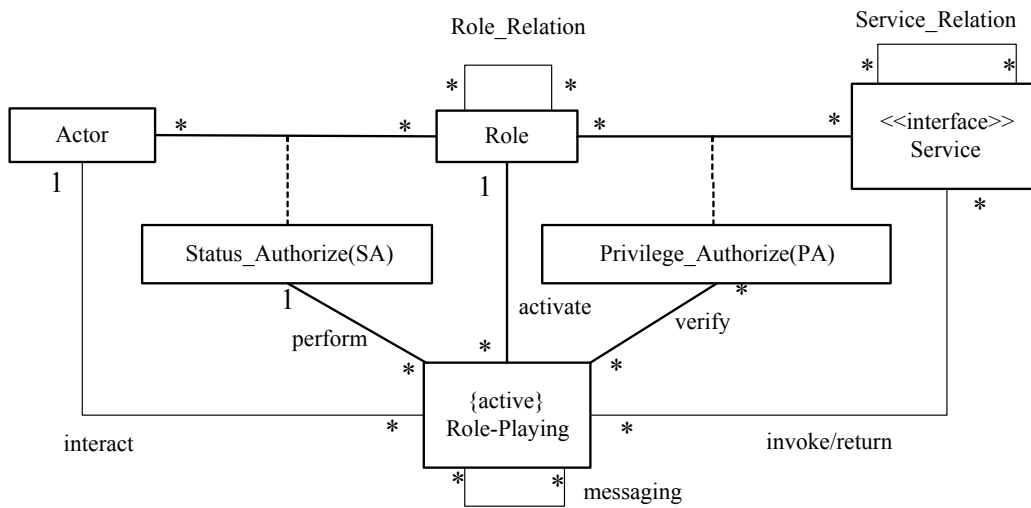 Role_Relation
Service_Relation
* * * *
Actor
* *
Role
* *
<<interface>>
Service
1
1
*
Status_Authorize(SA)
Privilege_Authorize(PA)
1
*
perform
activate
verify
* * *
{active}
Role-Playing
* *
interact
invoke/return
* *
messaging